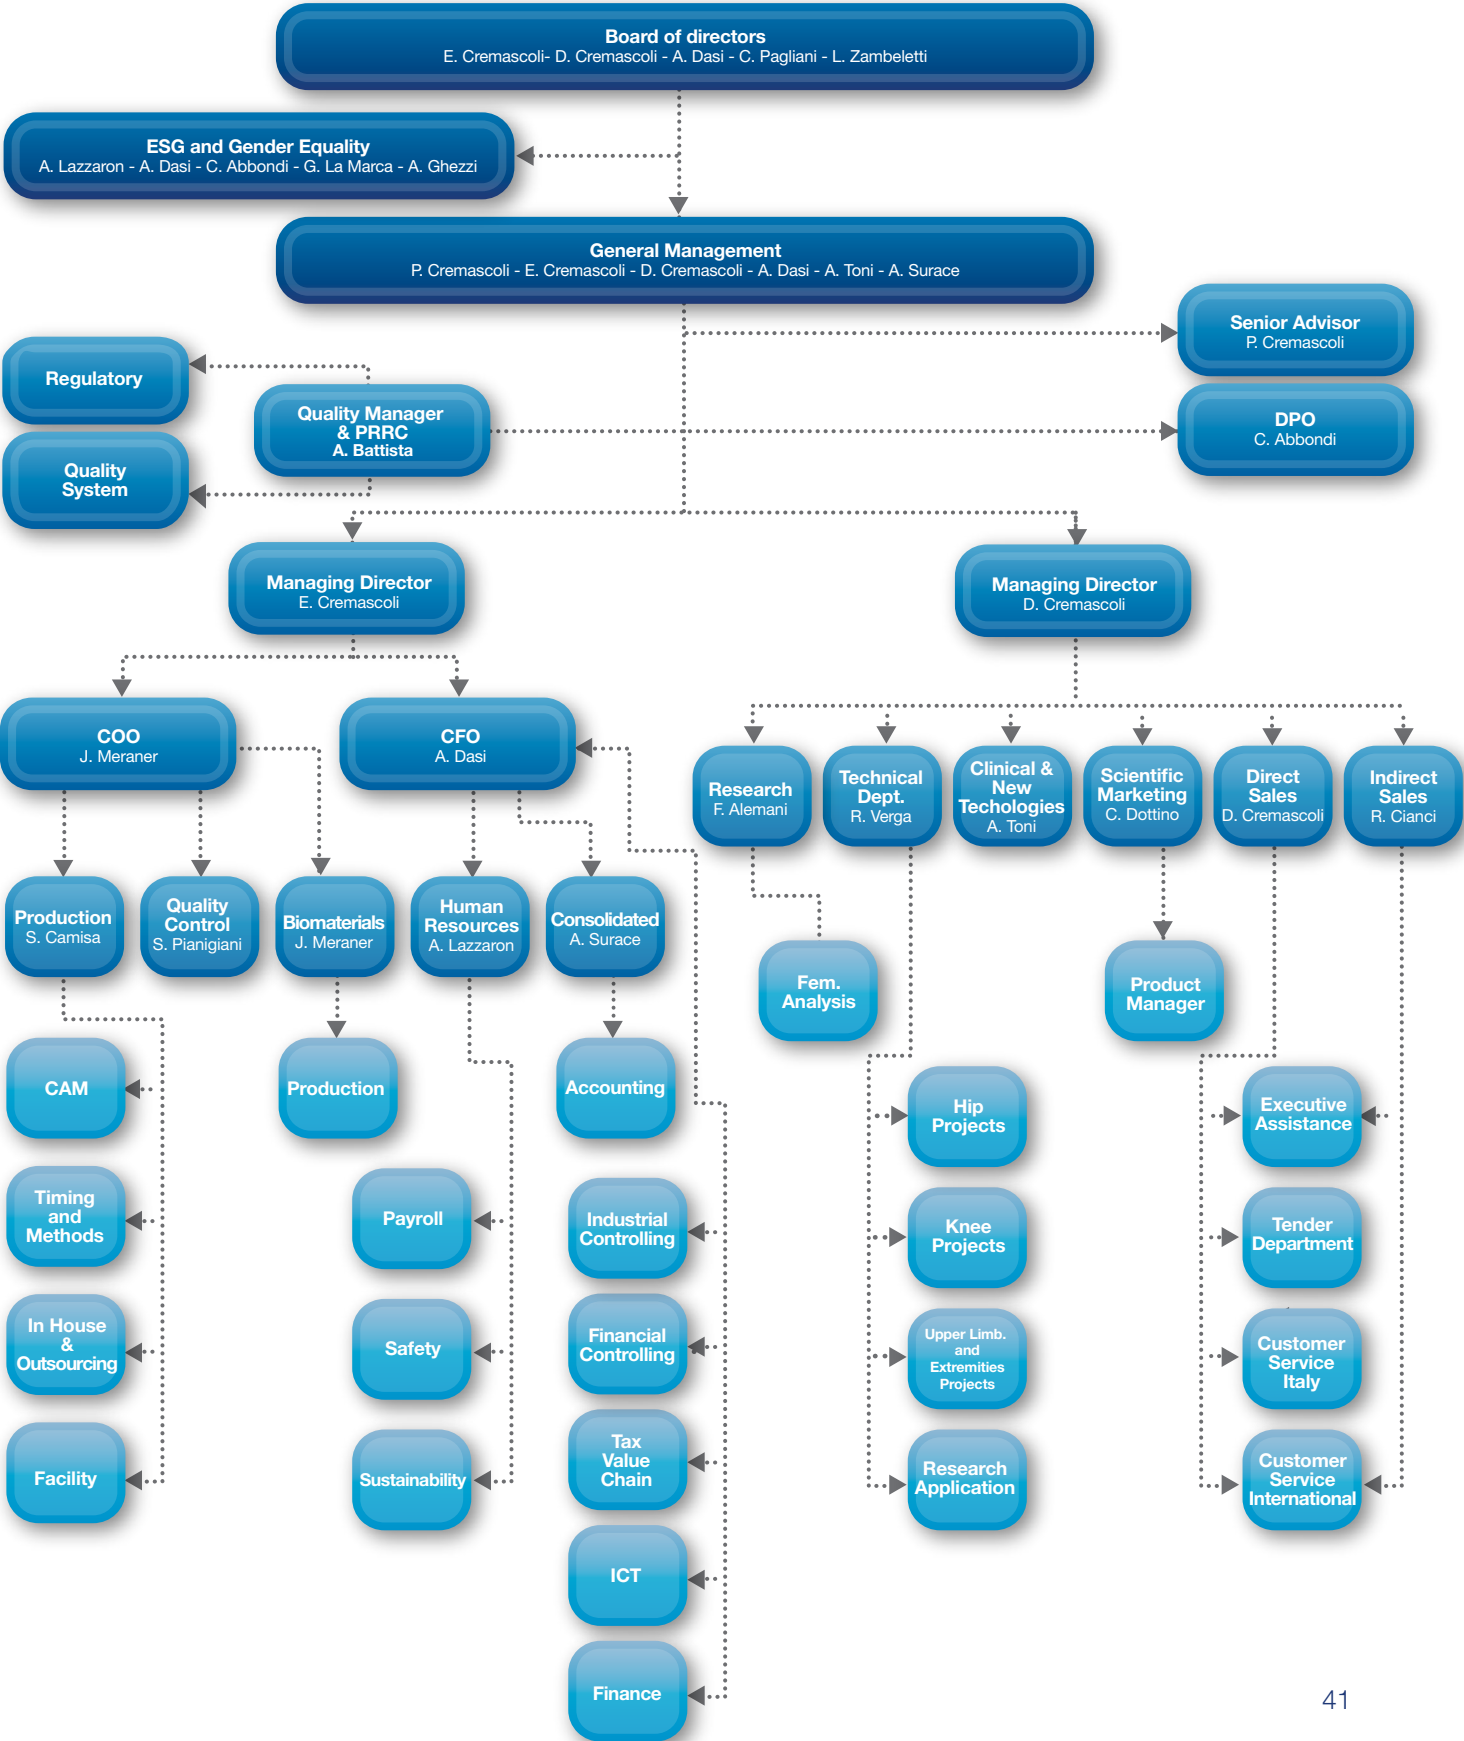 Board of directors
E. Cremascoli- D. Cremascoli - A. Dasi - C. Pagliani - L. Zambeletti
ESG and Gender Equality
A. Lazzaron - A. Dasi - C. Abbondi - G. La Marca - A. Ghezzi
General Management
P. Cremascoli - E. Cremascoli - D. Cremascoli - A. Dasi - A. Toni - A. Surace
Senior Advisor
P. Cremascoli
Regulatory
Quality Manager
& PRRC
A. Battista
DPO
C. Abbondi
Quality
System
Managing Director
E. Cremascoli
Managing Director
D. Cremascoli
COO
J. Meraner
CFO
A. Dasi
Research
F. Alemani
Technical
Dept.
R. Verga
Clinical &
New
Techologies
A. Toni
Scientific
Marketing
C. Dottino
Direct
Sales
D. Cremascoli
Indirect
Sales
R. Cianci
Production
S. Camisa
Quality
Control
S. Pianigiani
Biomaterials
J. Meraner
Human
Resources
A. Lazzaron
Consolidated
A. Surace
Fem.
Analysis
Product
Manager
CAM
Production
Accounting
Hip
Projects
Executive
Assistance
Timing
and
Methods
Payroll
Industrial
Controlling
Knee
Projects
Tender
Department
In House
&
Outsourcing
Safety
Financial
Controlling
Upper Limb.
and
Extremities
Projects
Customer
Service
Italy
Facility
Sustainability
Tax
Value
Chain
Research
Application
Customer
Service
International
ICT
Finance
41